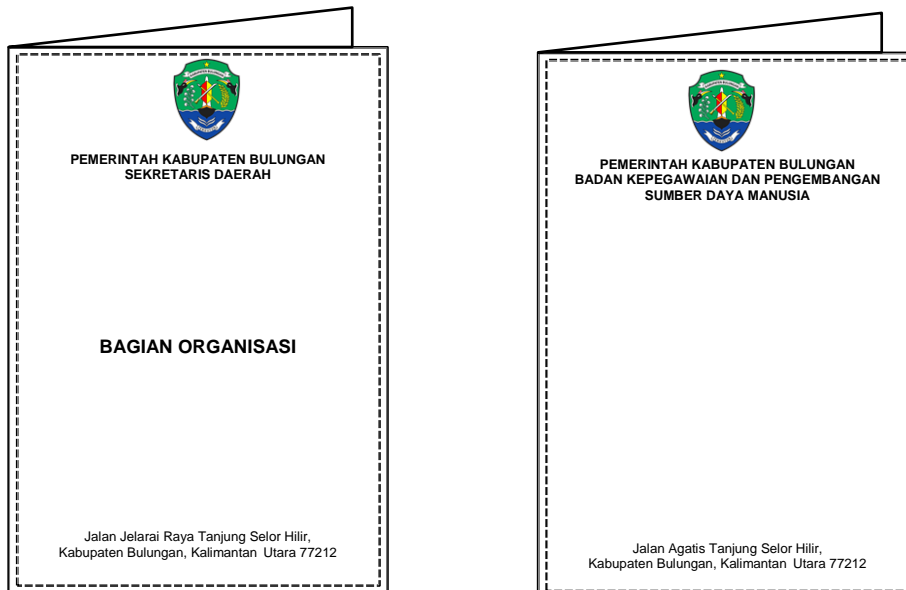 PEMERINTAH KABUPATEN BULUNGAN
SEKRETARIS DAERAH
BAGIAN ORGANISASI
Jalan Jelarai Raya Tanjung Selor Hilir,
Kabupaten Bulungan, Kalimantan Utara 77212
PEMERINTAH KABUPATEN BULUNGAN
BADAN KEPEGAWAIAN DAN PENGEMBANGAN
SUMBER DAYA MANUSIA
Jalan Agatis Tanjung Selor Hilir,
Kabupaten Bulungan, Kalimantan Utara 77212